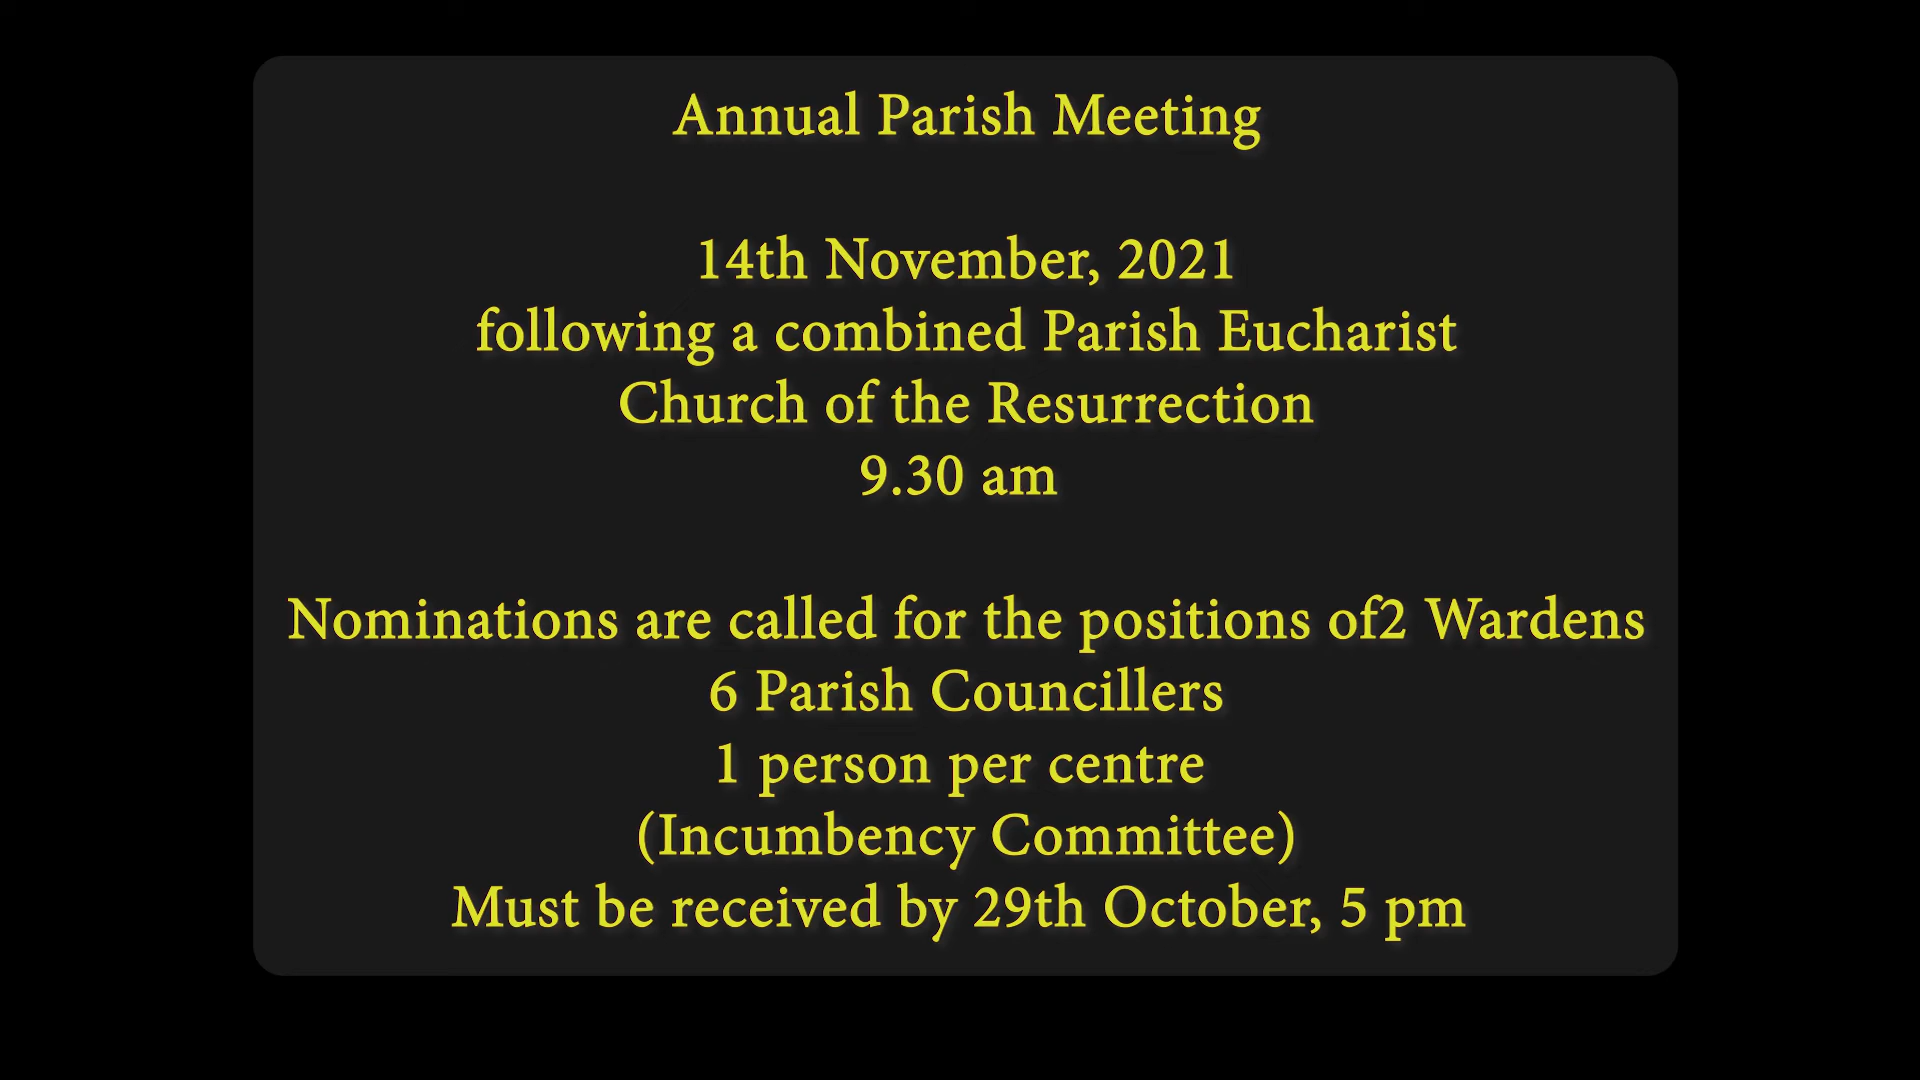 Annual Parish Meeting
14th November, 2021
following a combined Parish Eucharist
Church of the Resurrection
9.30 am
Nominations are called for the positions of2 Wardens
6 Parish Councillers
1 person per centre
(Incumbency Committee)
Must be received by 29th October, 5 pm